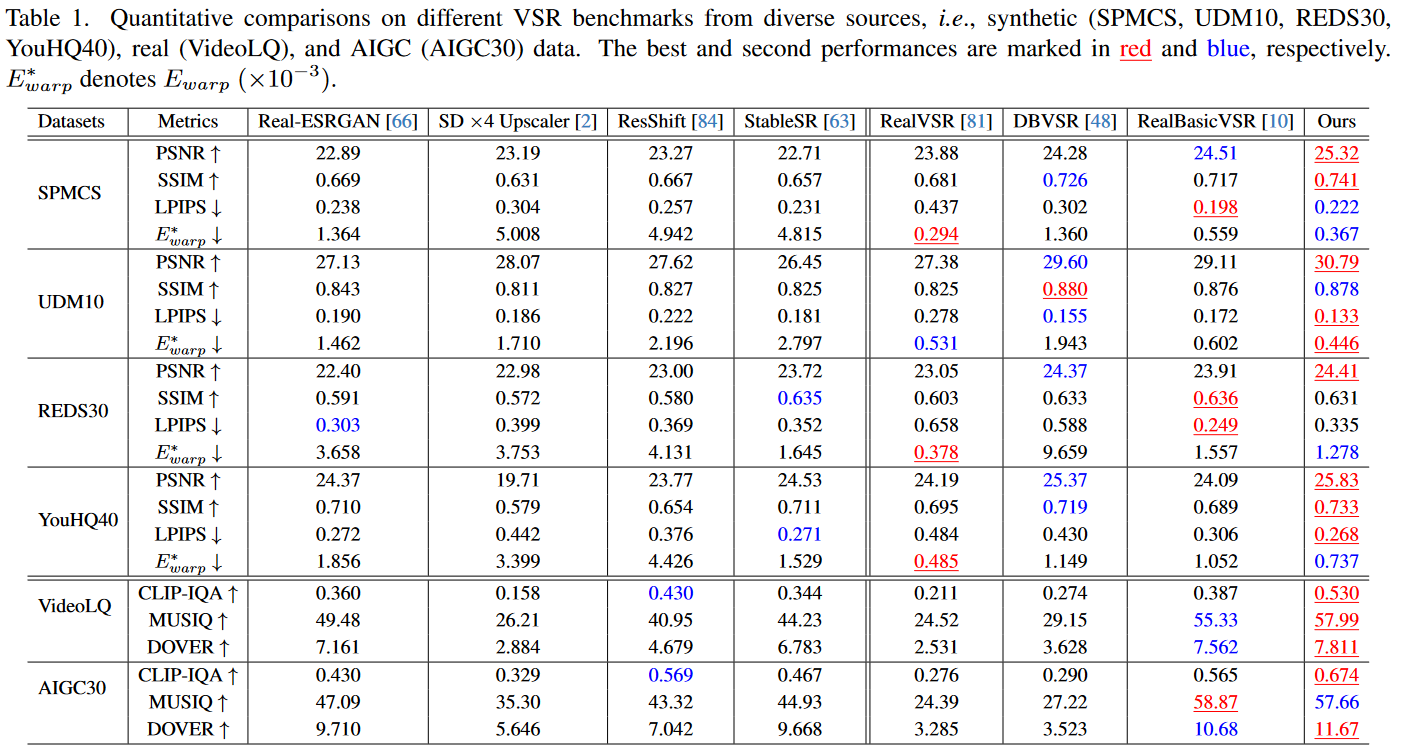 Table 1. Quantitative comparisons on different VSR benchmarks from diverse sources, i.e., synthetic (SPMCS, UDM10, REDS30,
YouHQ40), real (VideoLQ), and AIGC (AIGC30) data. The best and second performances are marked in red and blue, respectively.
E*warp denotes Ewarp (×10−3).
Datasets Metrics Real-ESRGAN [66] SD ×4 Upscaler [2] ResShift [84] StableSR [63] RealVSR [81] DBVSR [48] RealBasicVSR [10] Ours
SPMCS
PSNR ↑ 22.89 23.19 23.27 22.71 23.88 24.28 24.51 25.32
SSIM ↑ 0.669 0.631 0.667 0.657 0.681 0.726 0.717 0.741
LPIPS ↓ 0.238 0.304 0.257 0.231 0.437 0.302 0.198 0.222
E*warp ↓ 1.364 5.008 4.942 4.815 0.294 1.360 0.559 0.367
UDM10
PSNR ↑ 27.13 28.07 27.62 26.45 27.38 29.60 29.11 30.79
SSIM ↑ 0.843 0.811 0.827 0.825 0.825 0.880 0.876 0.878
LPIPS ↓ 0.190 0.186 0.222 0.181 0.278 0.155 0.172 0.133
E*warp ↓ 1.462 1.710 2.196 2.797 0.531 1.943 0.602 0.446
REDS30
PSNR ↑ 22.40 22.98 23.00 23.72 23.05 24.37 23.91 24.41
SSIM ↑ 0.591 0.572 0.580 0.635 0.603 0.633 0.636 0.631
LPIPS ↓ 0.303 0.399 0.369 0.352 0.658 0.588 0.249 0.335
E*warp ↓ 3.658 3.753 4.131 1.645 0.378 9.659 1.557 1.278
YouHQ40
PSNR ↑ 24.37 19.71 23.77 24.53 24.19 25.37 24.09 25.83
SSIM ↑ 0.710 0.579 0.654 0.711 0.695 0.719 0.689 0.733
LPIPS ↓ 0.272 0.442 0.376 0.271 0.484 0.430 0.306 0.268
E*warp ↓ 1.856 3.399 4.426 1.529 0.485 1.149 1.052 0.737
VideoLQ
CLIP-IQA ↑ 0.360 0.158 0.430 0.344 0.211 0.274 0.387 0.530
MUSIQ ↑ 49.48 26.21 40.95 44.23 24.52 29.15 55.33 57.99
DOVER ↑ 7.161 2.884 4.679 6.783 2.531 3.628 7.562 7.811
AIGC30
CLIP-IQA ↑ 0.430 0.329 0.569 0.467 0.276 0.290 0.565 0.674
MUSIQ ↑ 47.09 35.30 43.32 44.93 24.39 27.22 58.87 57.66
DOVER ↑ 9.710 5.646 7.042 9.668 3.285 3.523 10.68 11.67